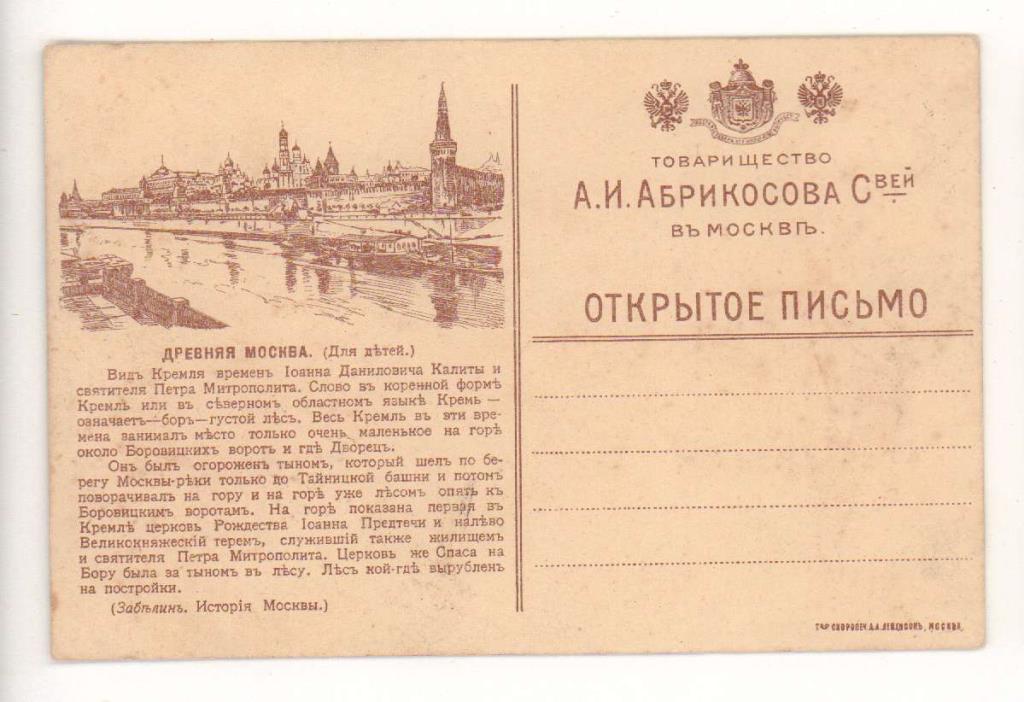 ТОВАРИЩЕСТВО
А.И. АБРИКОСОВА СВЕЙ
ВЪ МОСКВѢ.
ОТКРЫТОЕ ПИСЬМО
ДРЕВНЯЯ МОСКВА. (Для дѣтей.)
Видъ Кремля временъ Іоанна Даниловича Калиты и
святителя Петра Митрополита. Слово въ коренной формѣ
Кремль или въ сѣверномъ областномъ языкѣ Кремь —
означаетъ—боръ—густой лѣсъ. Весь Кремль въ эти вре-
мена занималъ мѣсто только очень маленькое на горѣ
около Боровицкихъ воротъ и гдѣ Дворецъ.
Онъ былъ огороженъ тыномъ, который шелъ по бе-
регу Москвы-рѣки только до Тайницкой башни и потомъ
поворачивалъ на гору и на горѣ уже лѣсомъ опять къ
Боровицкимъ воротамъ. На горѣ показана первая въ
Кремлѣ церковь Рождества Іоанна Предтечи и налѣво
Великокняжескій теремъ, служившій также жилищемъ
и святителя Петра Митрополита. Церковь же Спаса на
Бору была за тыномъ въ лѣсу. Лѣсъ кой-гдѣ вырубленъ
на постройки.
(Забѣлинъ. Исторія Москвы.)
Т-во СКОРОПЕЧ. А.А. ЛЕВЕНСОНЪ, МОСКВА.